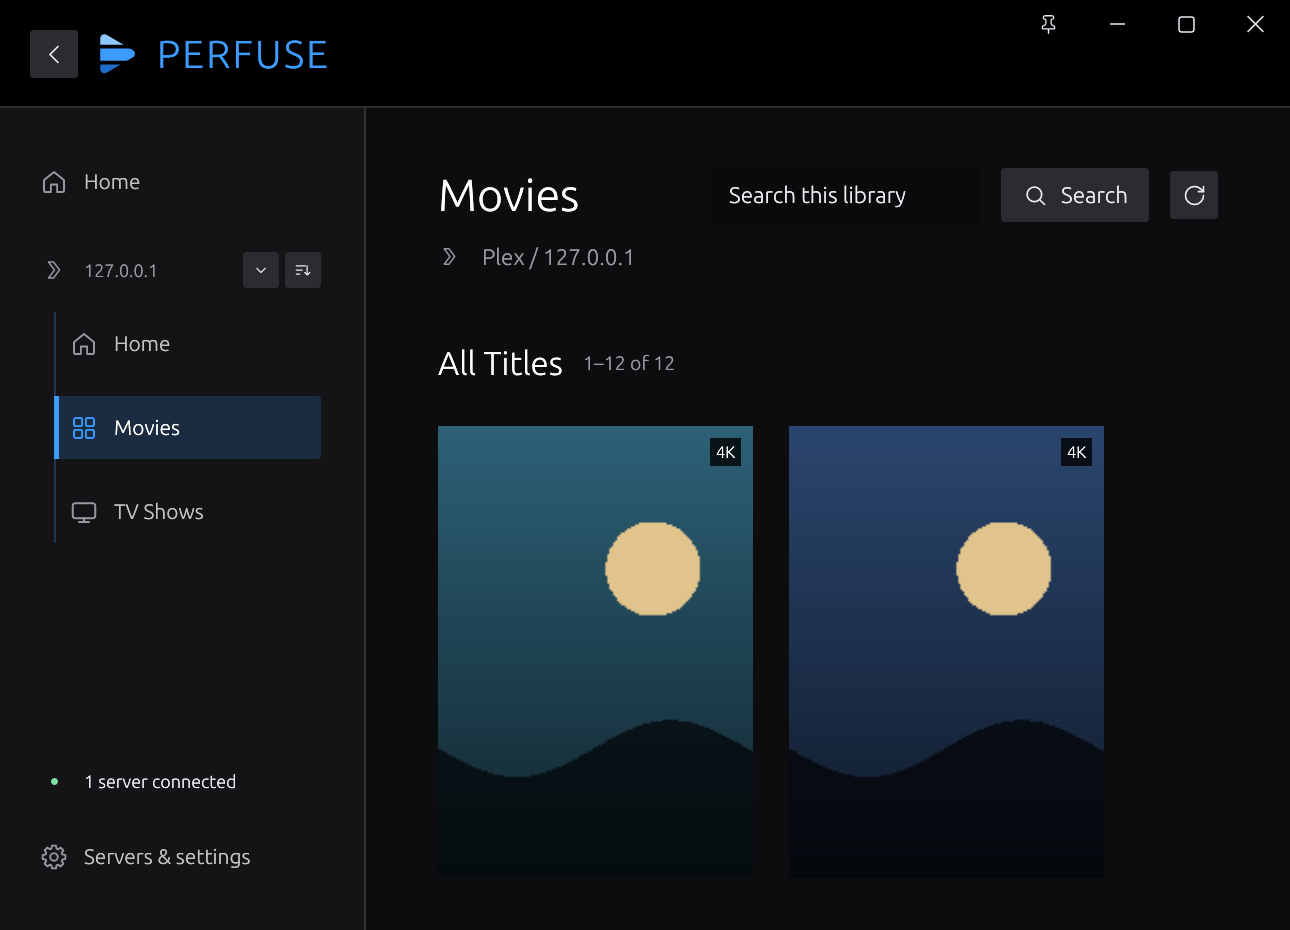 PERFUSE
Home
127.0.0.1
Home
Movies
TV Shows
1 server connected
Servers & settings
Movies
Search this library
Search
Plex / 127.0.0.1
All Titles
1–12 of 12
4K
4K